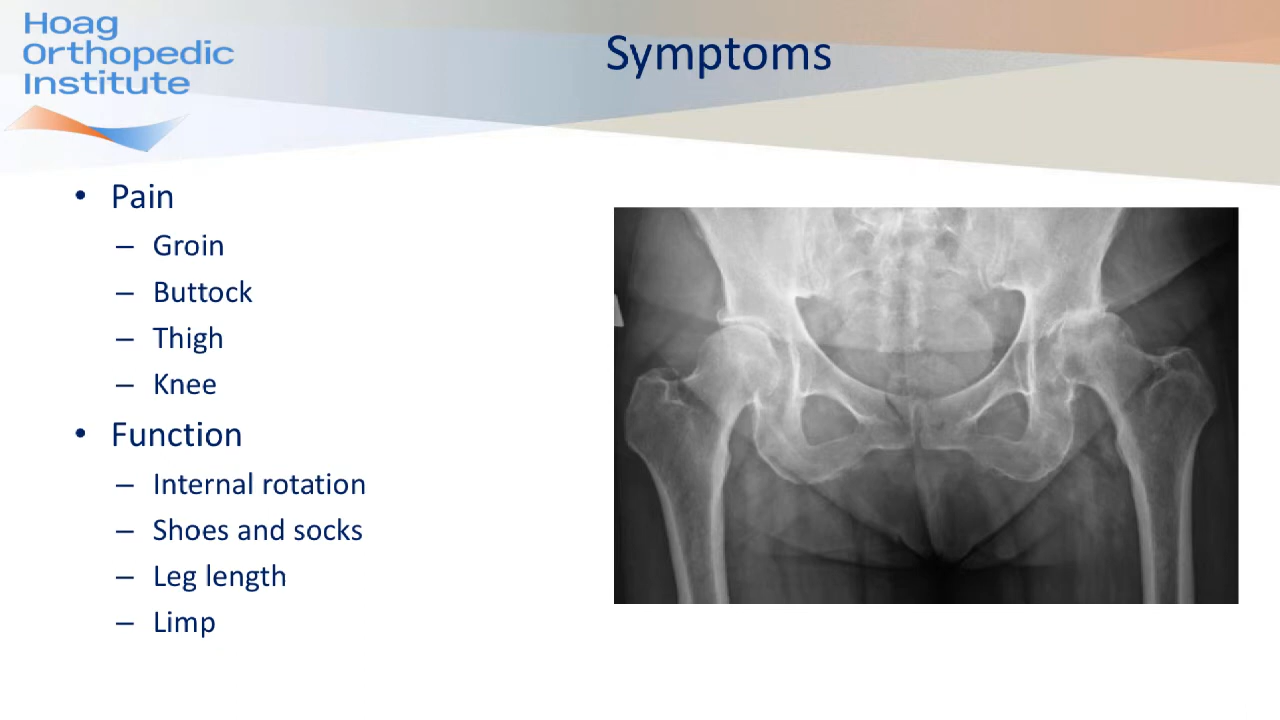 Hoag
Orthopedic
Institute
Symptoms
• Pain
– Groin
– Buttock
– Thigh
– Knee
• Function
– Internal rotation
– Shoes and socks
– Leg length
– Limp